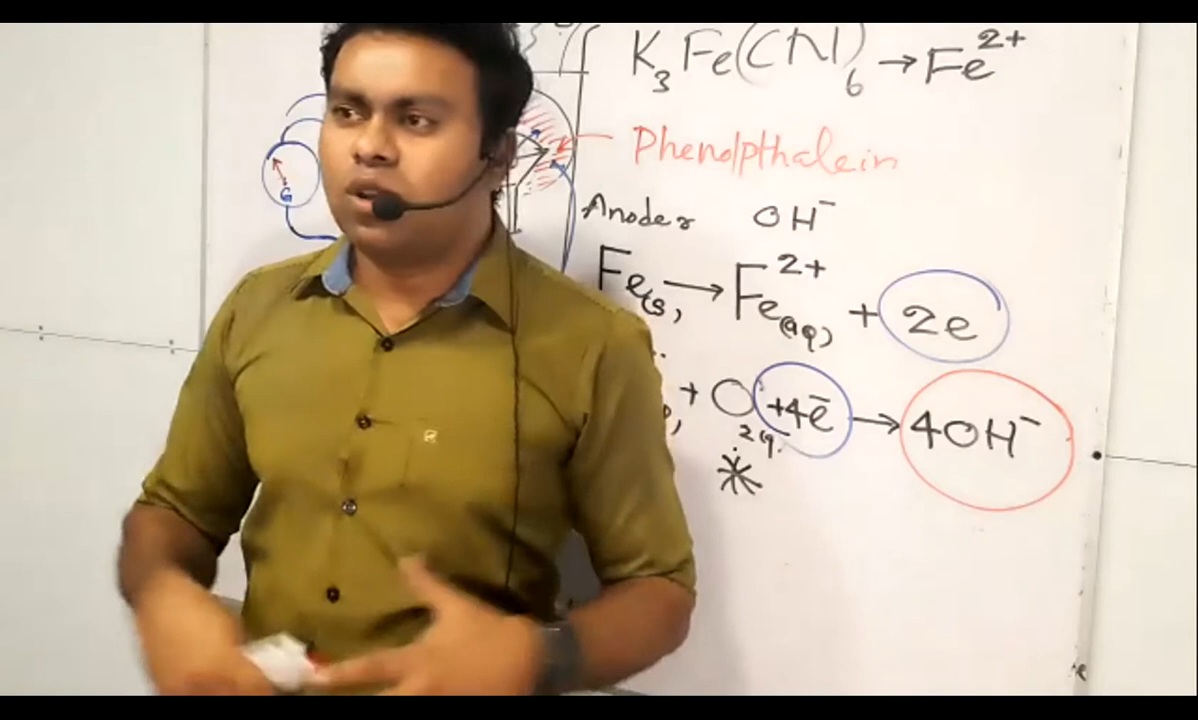 K₃Fe(CN)₆ → Fe²⁺
Phenolpthalein
G
Anode
OH⁻
Fe(s) → Fe²⁺(aq) + 2e
+ O₂(g) + 4e⁻ → 4OH⁻